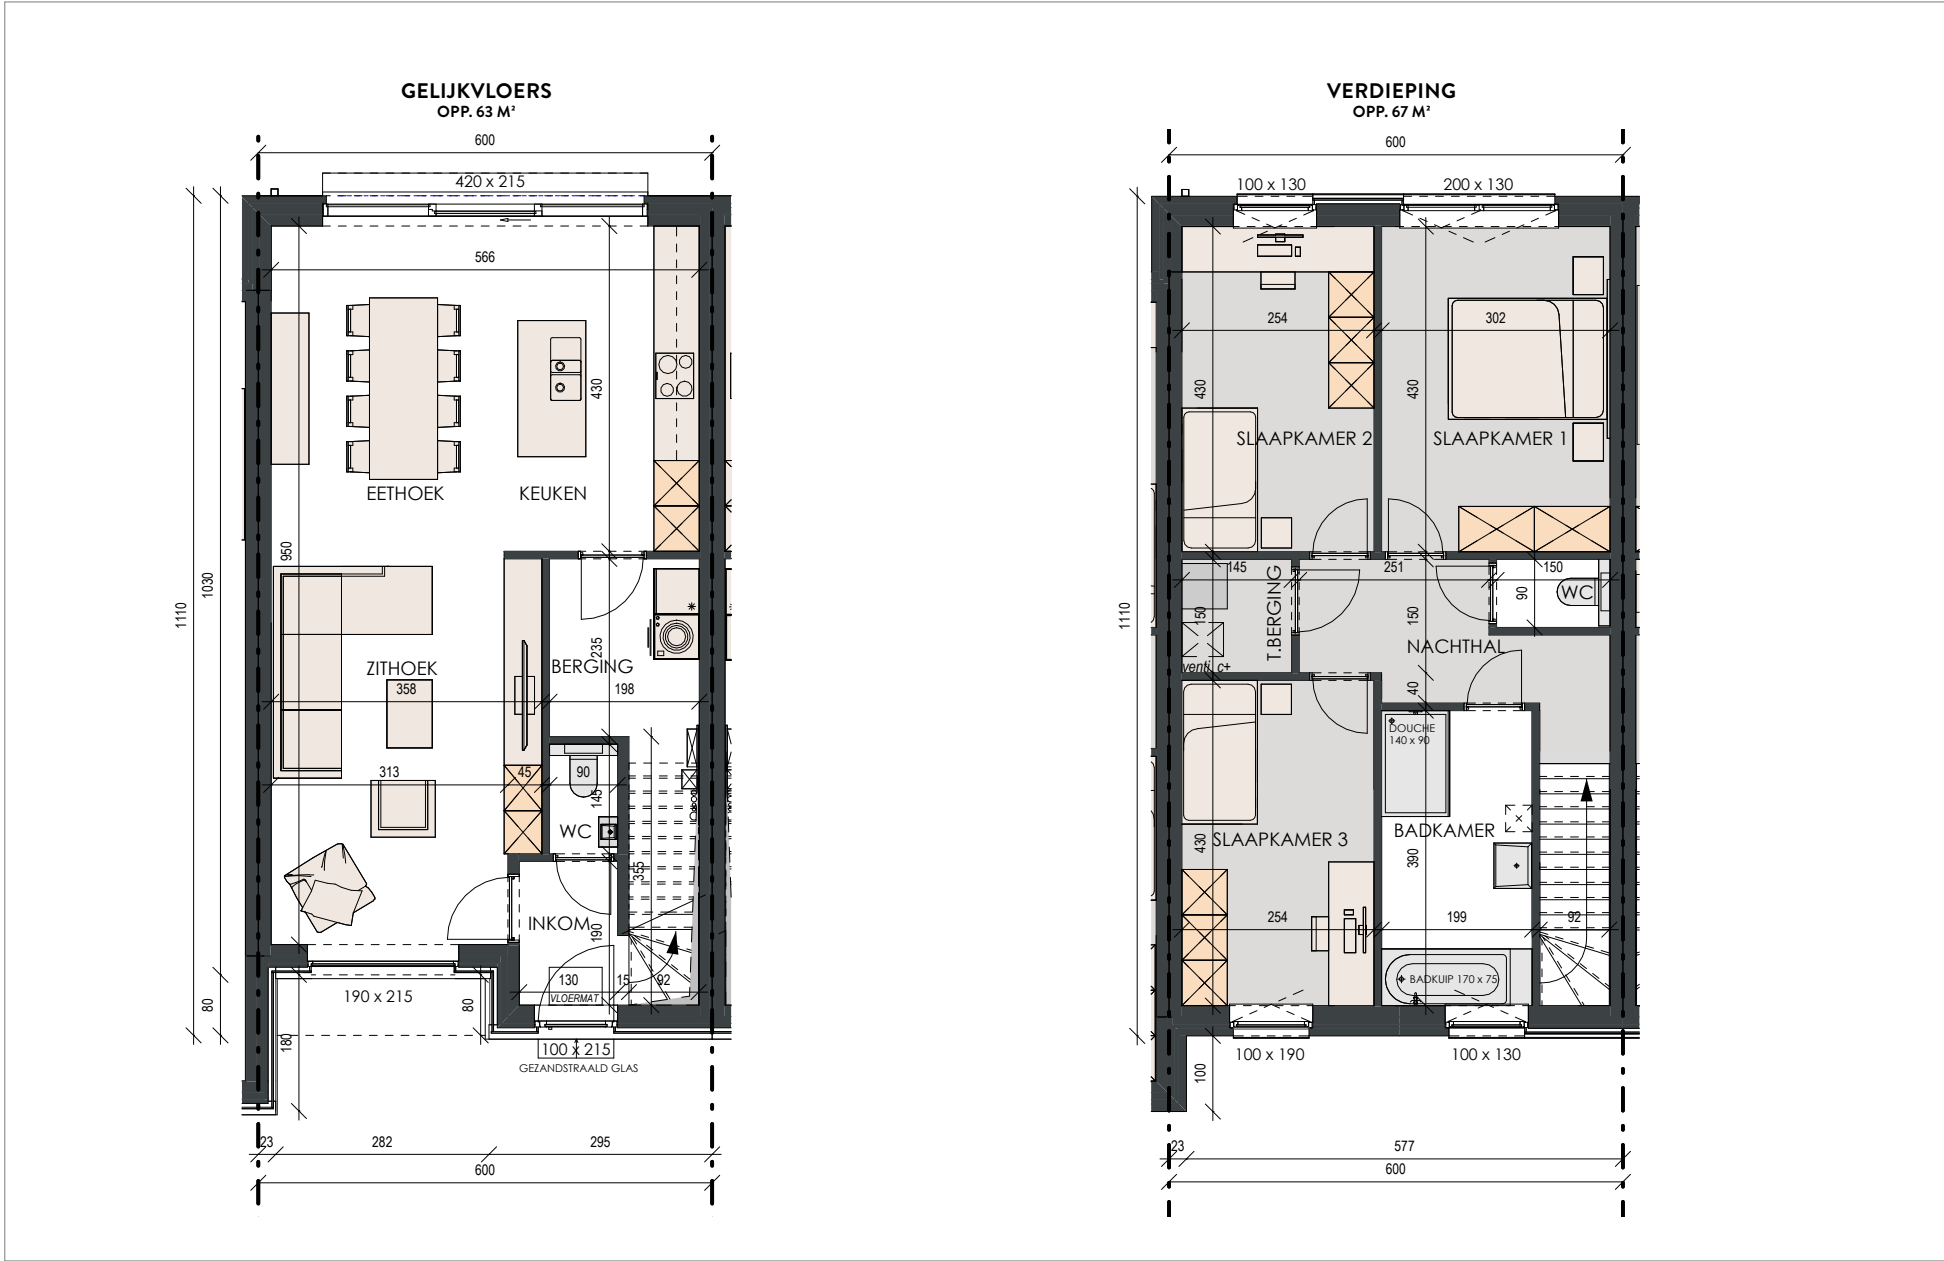 GELIJKVLOERS
OPP. 63 M²
600
420 x 215
566
430
EETHOEK
KEUKEN
950
1030
1110
235
BERGING
ZITHOEK
358
198
313
45
90
145
WC
355
INKOM
190
130
15
92
VLOERMAT
190 x 215
80
80
180
100 x 215
GEZANDSTRAALD GLAS
23
282
295
600
VERDIEPING
OPP. 67 M²
600
100 x 130
200 x 130
254
302
430
430
SLAAPKAMER 2
SLAAPKAMER 1
145
251
150
T.BERGING
WC
90
150
150
1110
NACHTHAL
venti. c+
40
DOUCHE
140 x 90
SLAAPKAMER 3
430
BADKAMER
390
254
199
92
BADKUIP 170 x 75
100 x 190
100 x 130
100
23
577
600